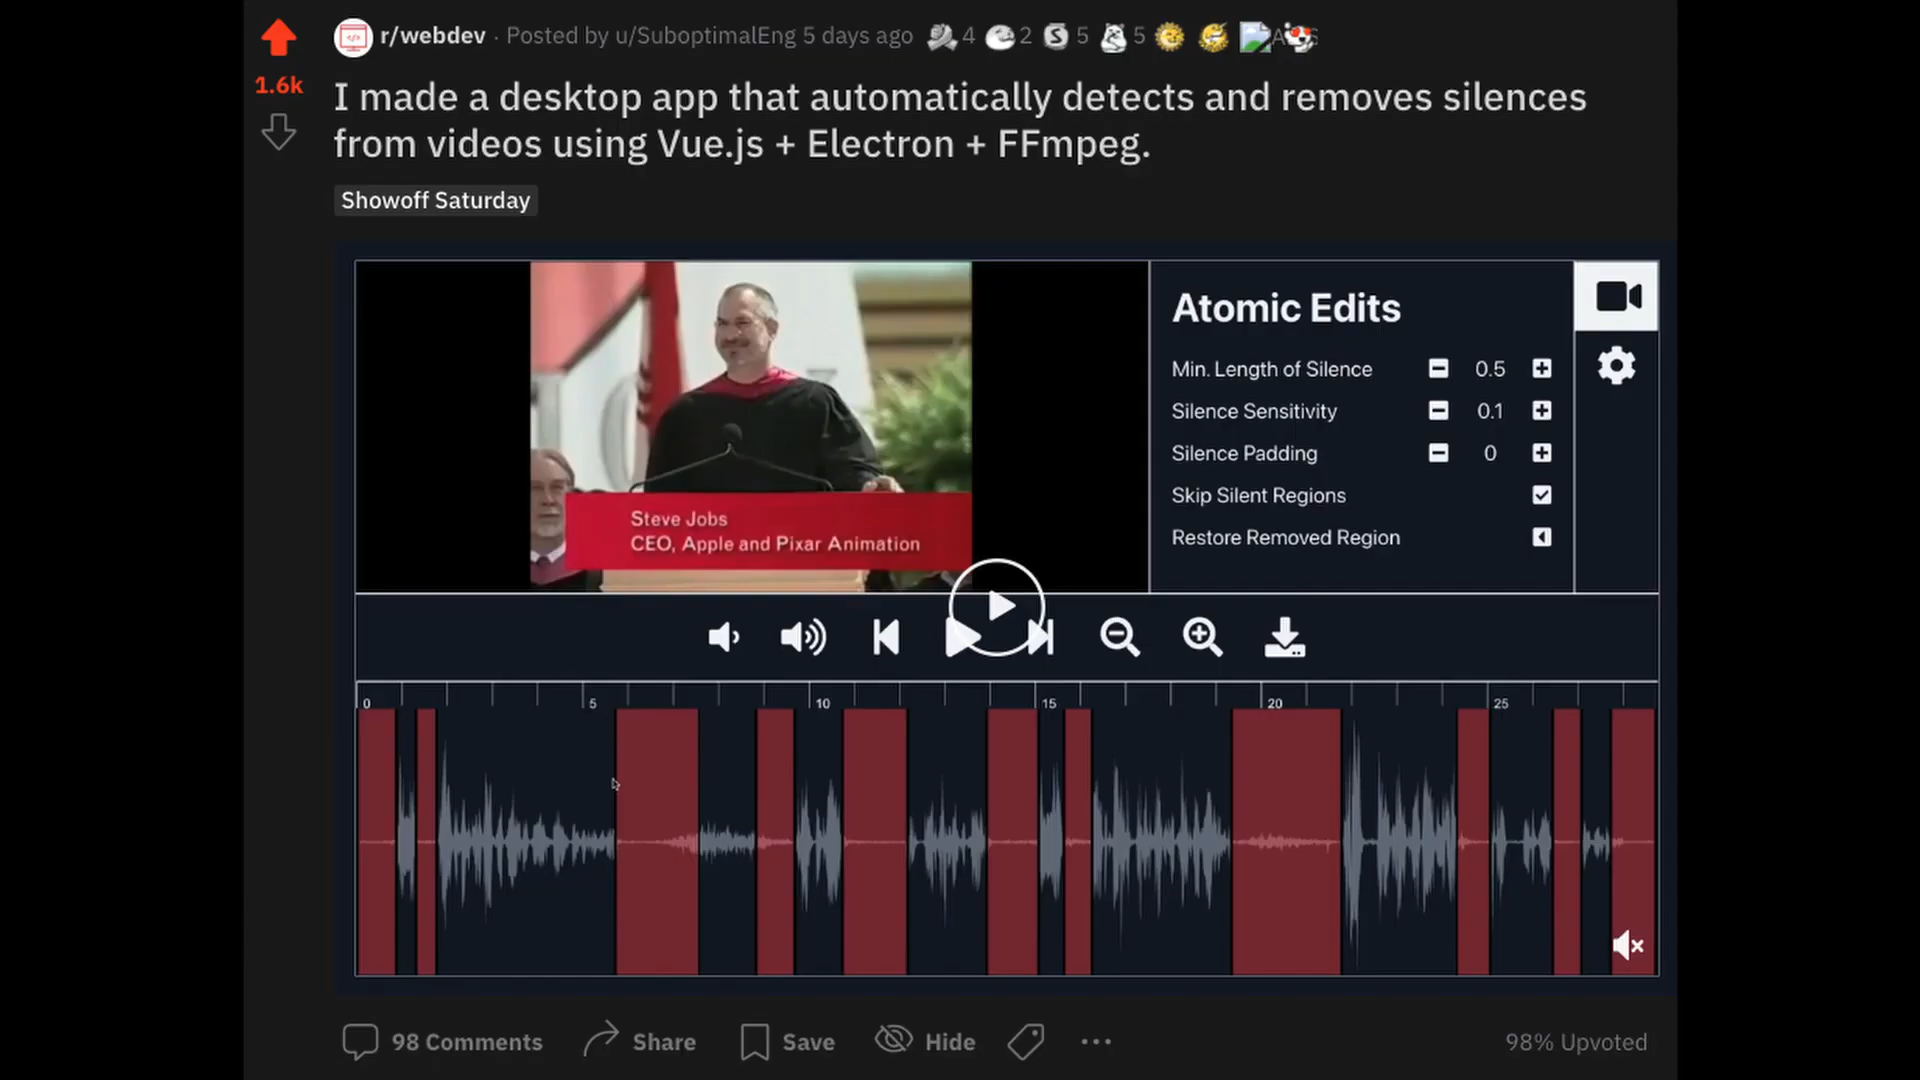 r/webdev · Posted by u/SuboptimalEng 5 days ago 4 2 5 5
1.6k
I made a desktop app that automatically detects and removes silences
from videos using Vue.js + Electron + FFmpeg.
Showoff Saturday
Steve Jobs
CEO, Apple and Pixar Animation
Atomic Edits
Min. Length of Silence 0.5
Silence Sensitivity 0.1
Silence Padding 0
Skip Silent Regions
Restore Removed Region
0 5 10 15 20 25
98 Comments Share Save Hide ... 98% Upvoted